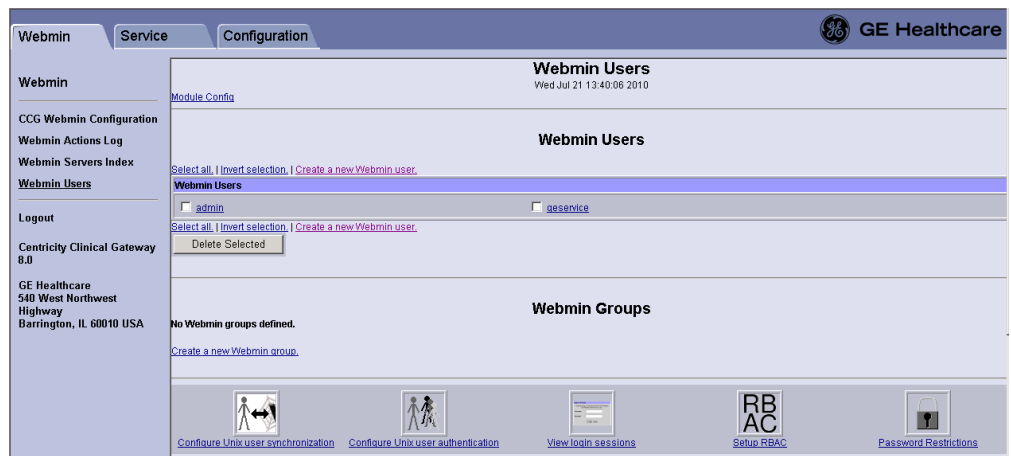 Webmin Service Configuration GE Healthcare
Webmin
CCG Webmin Configuration
Webmin Actions Log
Webmin Servers Index
Webmin Users
Logout
Centricity Clinical Gateway
8.0
GE Healthcare
540 West Northwest
Highway
Barrington, IL 60010 USA
Webmin Users
Wed Jul 21 13:40:06 2010
Module Config
Webmin Users
Select all. | Invert selection. | Create a new Webmin user.
Webmin Users
admin geservice
Select all. | Invert selection. | Create a new Webmin user.
Delete Selected
Webmin Groups
No Webmin groups defined.
Create a new Webmin group.
RB
AC
Configure Unix user synchronization Configure Unix user authentication View login sessions Setup RBAC Password Restrictions